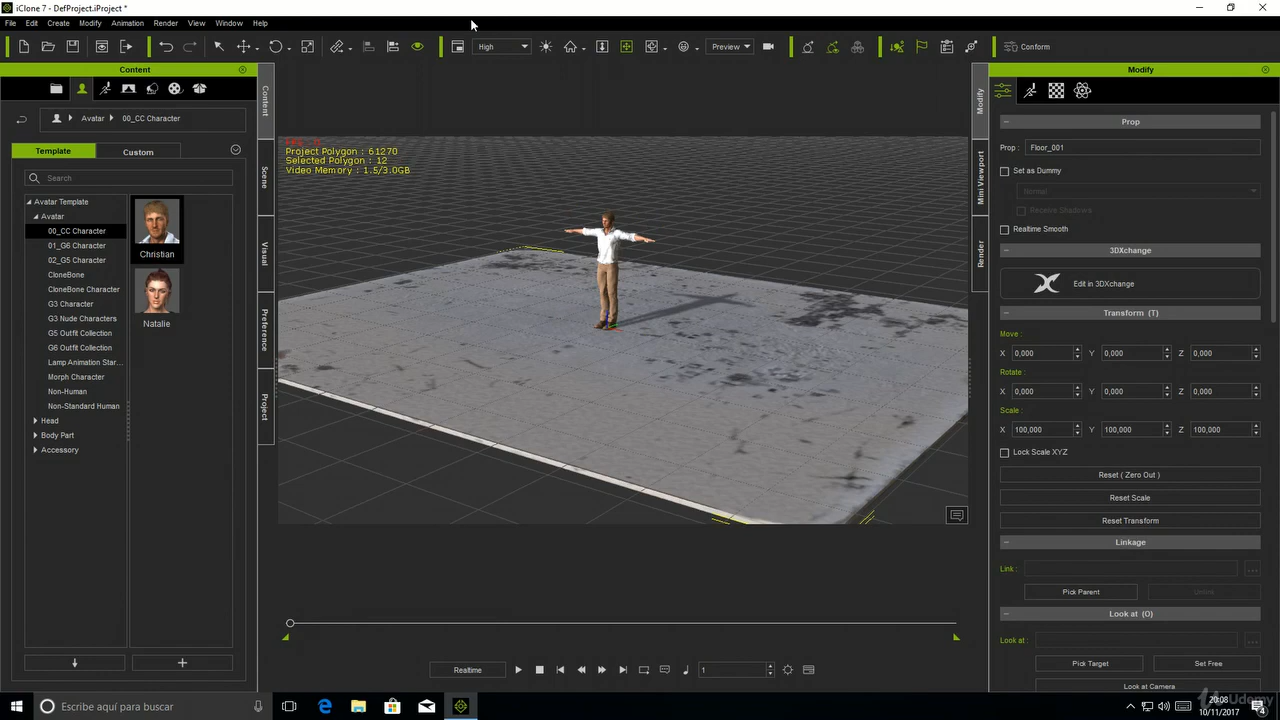 iClone 7 - DefProject.iProject *
File Edit Create Modify Animation Render View Window Help
High
Preview
Conform
Content
Avatar 00_CC Character
Template Custom
Search
Avatar Template
Avatar
00_CC Character
01_G6 Character
02_G5 Character
CloneBone
CloneBone Character
G3 Character
G3 Nude Characters
G5 Outfit Collection
G6 Outfit Collection
Lamp Animation Star...
Morph Character
Non-Human
Non-Standard Human
Head
Body Part
Accessory
Christian
Natalie
Content
Scene
Visual
Preference
Project
Project Polygon : 61270
Selected Polygon : 12
Video Memory : 1.5/3.0GB
Realtime
1
Modify
Mini Viewport
Render
Modify
Prop
Prop : Floor_001
Set as Dummy
Normal
Receive Shadows
Realtime Smooth
3DXchange
Edit in 3DXchange
Transform (T)
Move :
X 0,000 Y 0,000 Z 0,000
Rotate :
X 0,000 Y 0,000 Z 0,000
Scale :
X 100,000 Y 100,000 Z 100,000
Lock Scale XYZ
Reset ( Zero Out )
Reset Scale
Reset Transform
Linkage
Link :
Pick Parent Unlink
Look at (O)
Look at :
Pick Target Set Free
Look at Camera
Escribe aquí para buscar
20:08
10/11/2017
4
Udemy